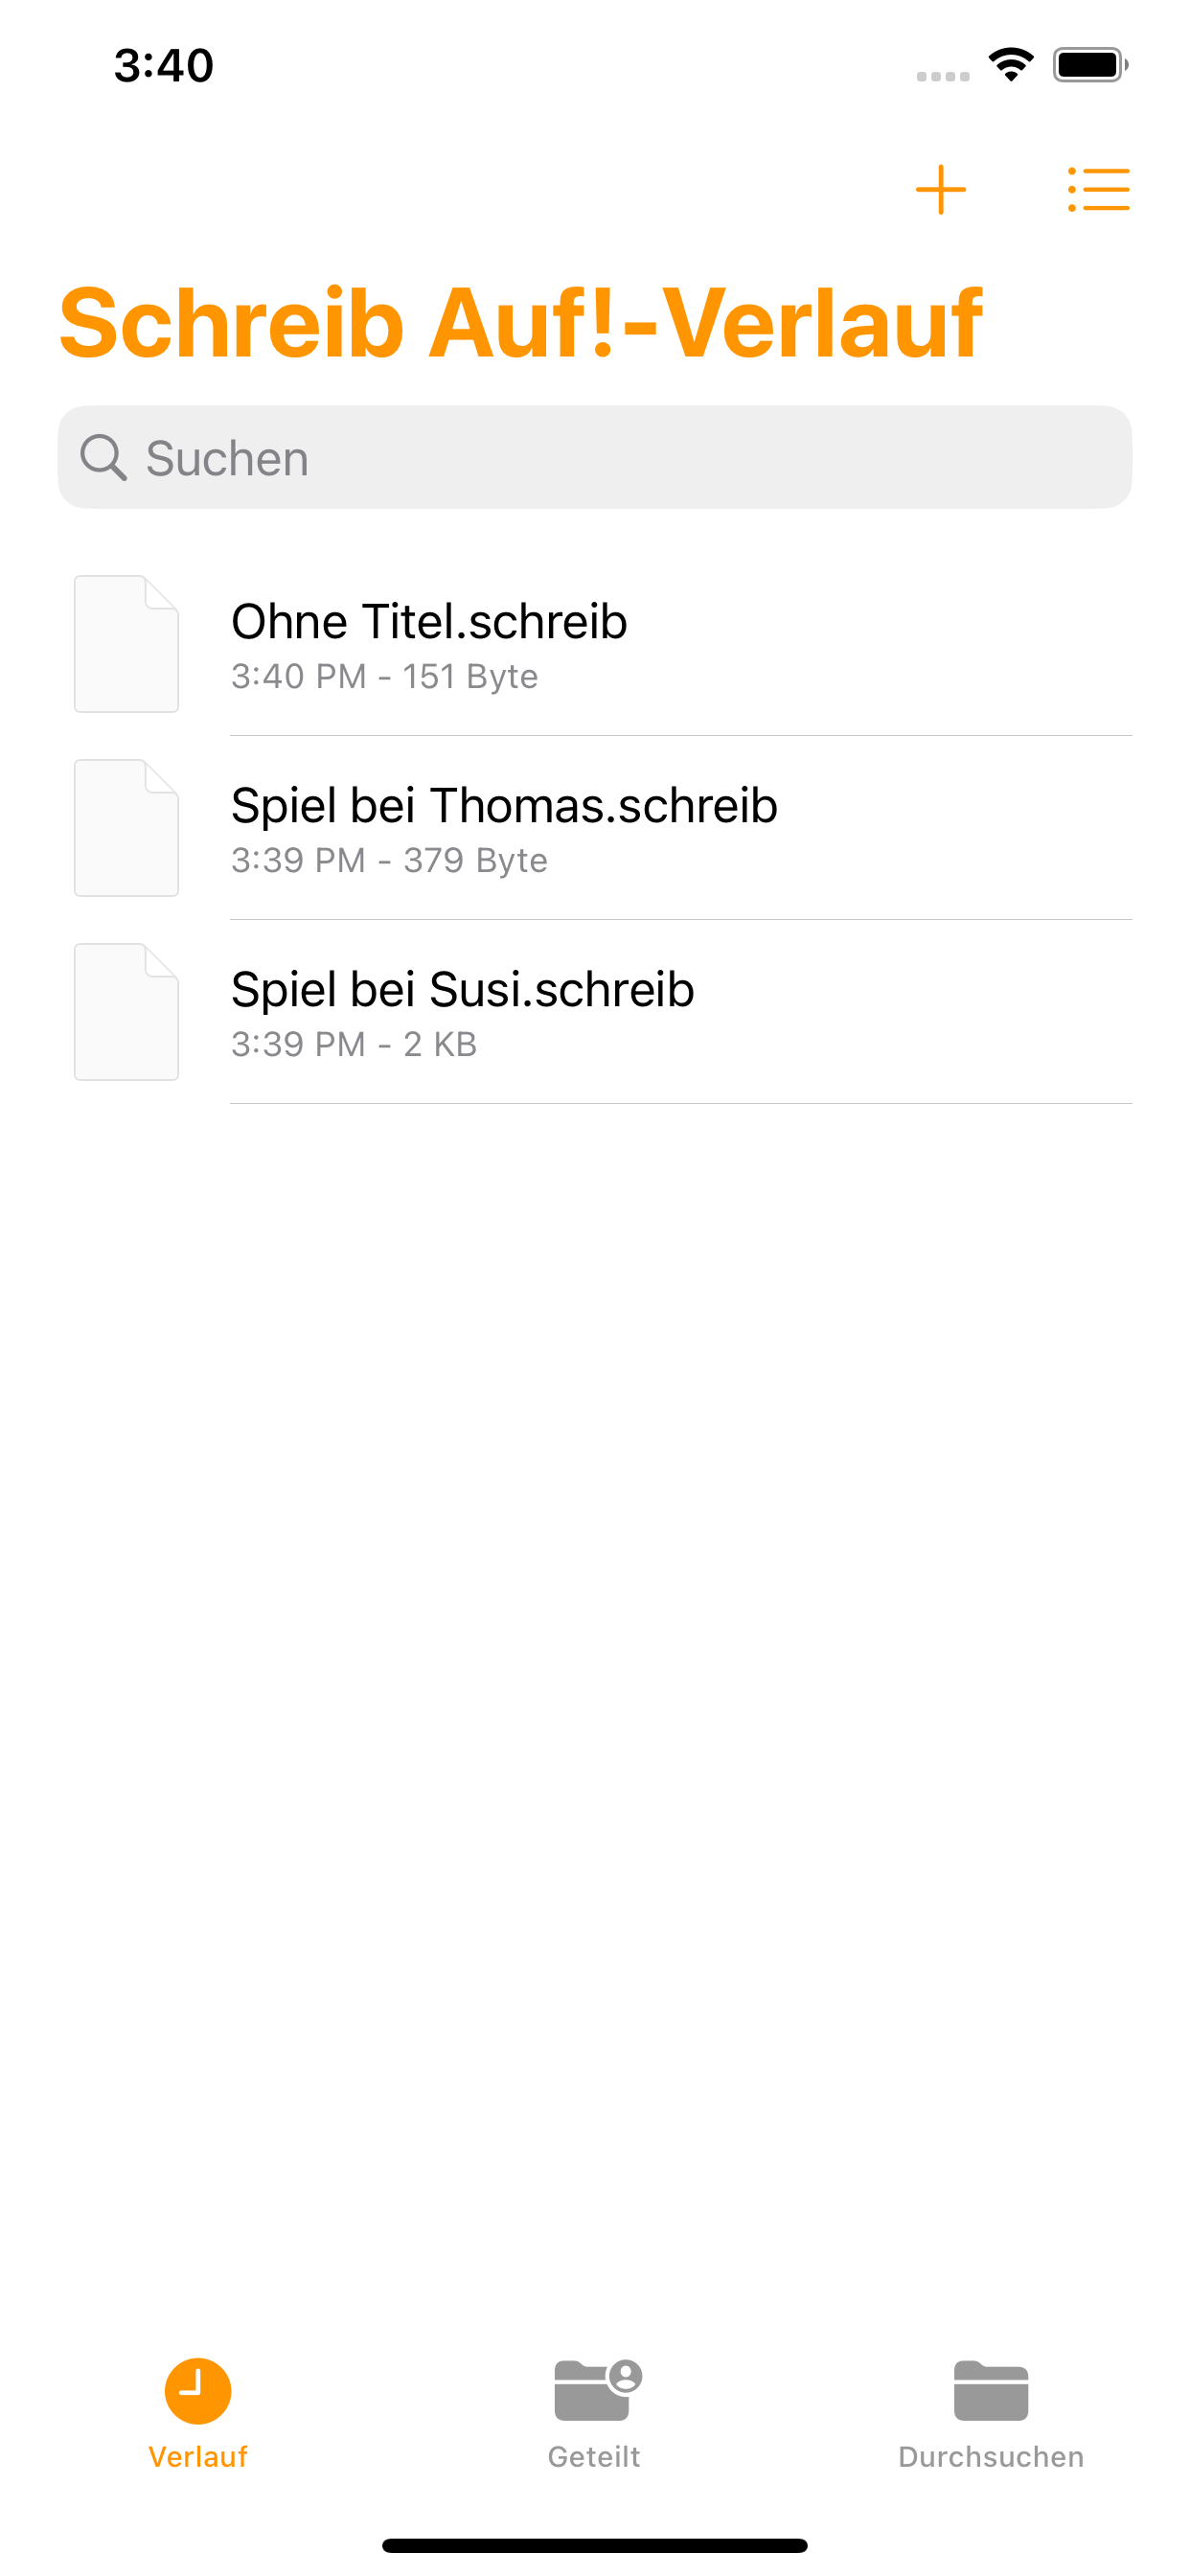 3:40
Schreib Auf!-Verlauf
Suchen
Ohne Titel.schreib
3:40 PM - 151 Byte
Spiel bei Thomas.schreib
3:39 PM - 379 Byte
Spiel bei Susi.schreib
3:39 PM - 2 KB
Verlauf
Geteilt
Durchsuchen